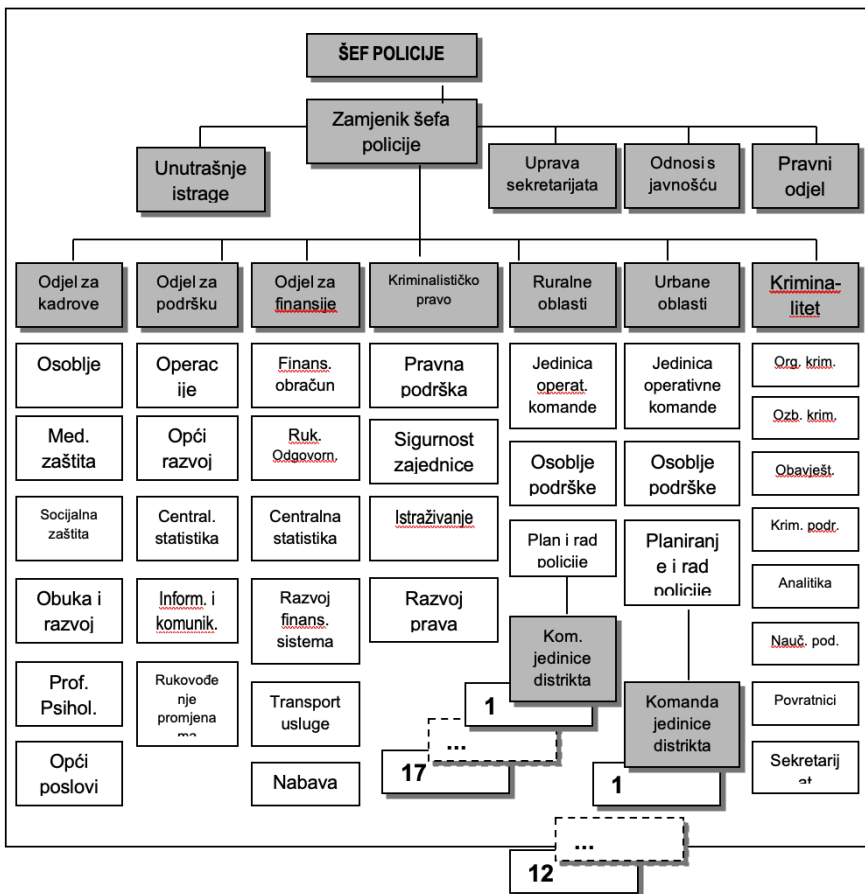 ŠEF POLICIJE
Zamjenik šefa
policije
Unutrašnje
istrage
Uprava
sekretarijata
Odnosi s
javnošću
Pravni
odjel
Odjel za
kadrove
Odjel za
podršku
Odjel za
finansije
Kriminalističko
pravo
Ruralne
oblasti
Urbane
oblasti
Krimina-
litet
Osoblje
Med.
zaštita
Socijalna
zaštita
Obuka i
razvoj
Prof.
Psihol.
Opći
poslovi
Operac
ije
Opći
razvoj
Central.
statistika
Inform. i
komunik.
Rukovođe
nje
promjena
ma
Finans.
obračun
Ruk.
Odgovorn.
Centralna
statistika
Razvoj
finans.
sistema
Transport
usluge
Nabava
Pravna
podrška
Sigurnost
zajednice
Istraživanje
Razvoj
prava
Jedinica
operat.
komande
Osoblje
podrške
Plan i rad
policije
Kom.
jedinice
distrikta
1
...
17
Jedinica
operativne
komande
Osoblje
podrške
Planiranj
e i rad
policije
Komanda
jedinice
distrikta
1
...
12
Org. krim.
Ozb. krim.
Obavješt.
Krim. podr.
Analitika
Nauč. pod.
Povratnici
Sekretarij
at